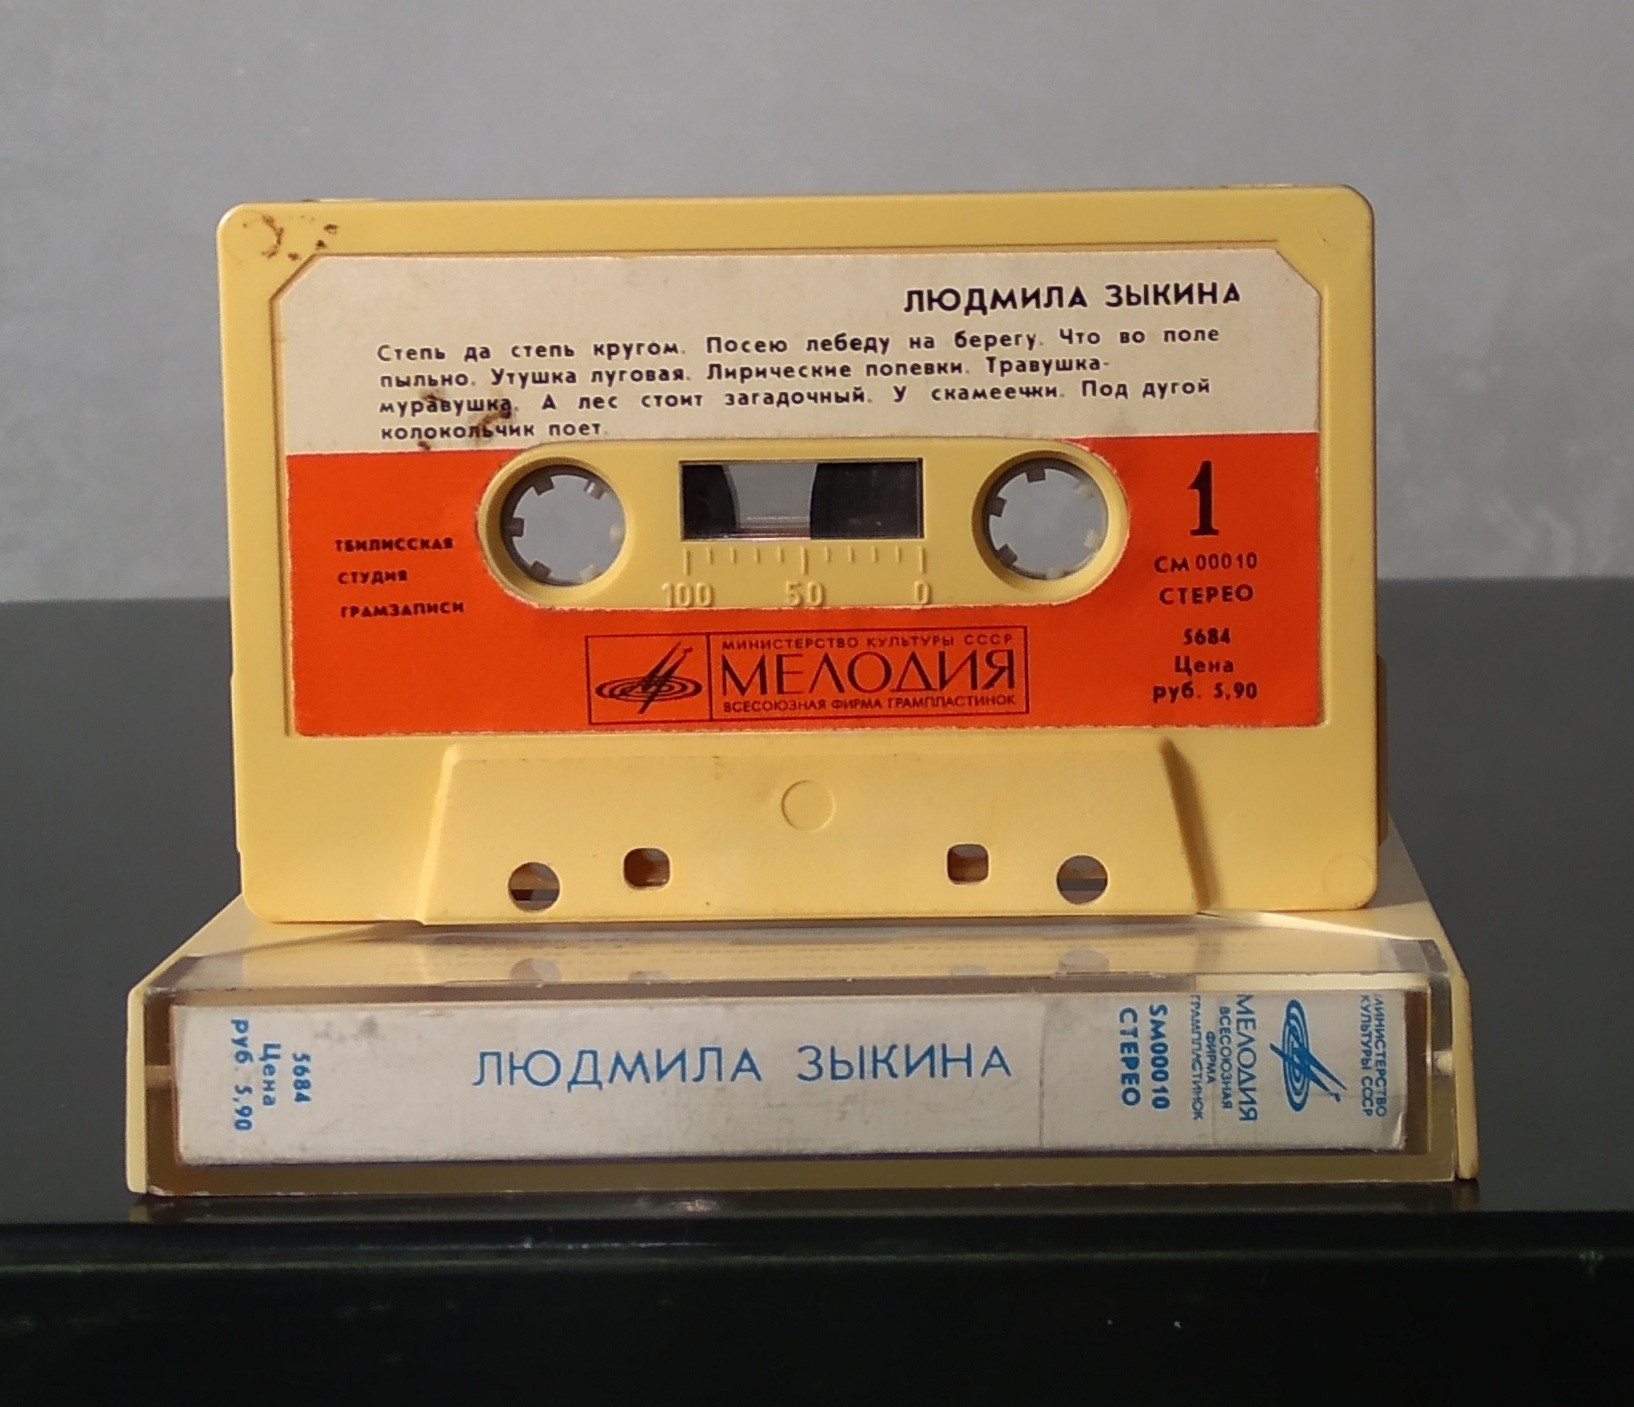 ЛЮДМИЛА ЗЫКИНА
Степь да степь кругом. Посею лебеду на берегу. Что во поле
пыльно. Утушка луговая. Лирические попевки. Травушка-
муравушка. А лес стоит загадочный. У скамеечки. Под дугой
колокольчик поет.
ТБИЛИССКАЯ
СТУДИЯ
ГРАМЗАПИСИ
1
СМ 00010
СТЕРЕО
5684
Цена
руб. 5,90
100 50 0
МИНИСТЕРСТВО КУЛЬТУРЫ СССР
МЕЛОДИЯ
ВСЕСОЮЗНАЯ ФИРМА ГРАМПЛАСТИНОК
5684
Цена
руб. 5,90
ЛЮДМИЛА ЗЫКИНА
SM00010
СТЕРЕО
МИНИСТЕРСТВО
КУЛЬТУРЫ СССР
МЕЛОДИЯ
ВСЕСОЮЗНАЯ
ФИРМА
ГРАМПЛАСТИНОК